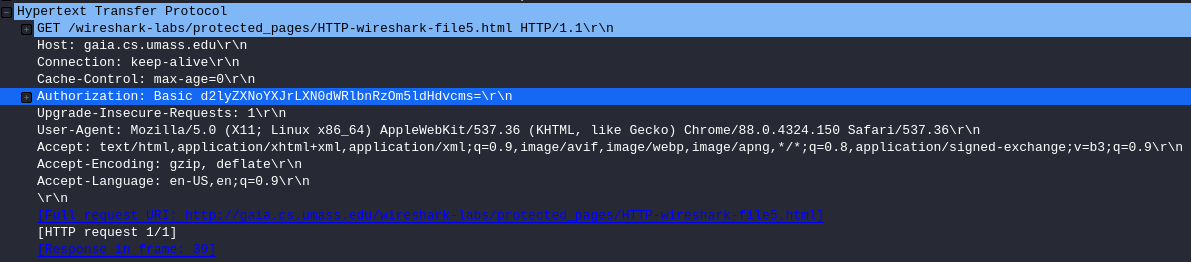 Hypertext Transfer Protocol
GET /wireshark-labs/protected_pages/HTTP-wireshark-file5.html HTTP/1.1\r\n
Host: gaia.cs.umass.edu\r\n
Connection: keep-alive\r\n
Cache-Control: max-age=0\r\n
Authorization: Basic d2lyZXNoYXJrLXN0dWRlbnRzOm5ldHdvcms=\r\n
Upgrade-Insecure-Requests: 1\r\n
User-Agent: Mozilla/5.0 (X11; Linux x86_64) AppleWebKit/537.36 (KHTML, like Gecko) Chrome/88.0.4324.150 Safari/537.36\r\n
Accept: text/html,application/xhtml+xml,application/xml;q=0.9,image/avif,image/webp,image/apng,*/*;q=0.8,application/signed-exchange;v=b3;q=0.9\r\n
Accept-Encoding: gzip, deflate\r\n
Accept-Language: en-US,en;q=0.9\r\n
\r\n
[Full request URI: http://gaia.cs.umass.edu/wireshark-labs/protected_pages/HTTP-wireshark-file5.html]
[HTTP request 1/1]
[Response in frame: 39]